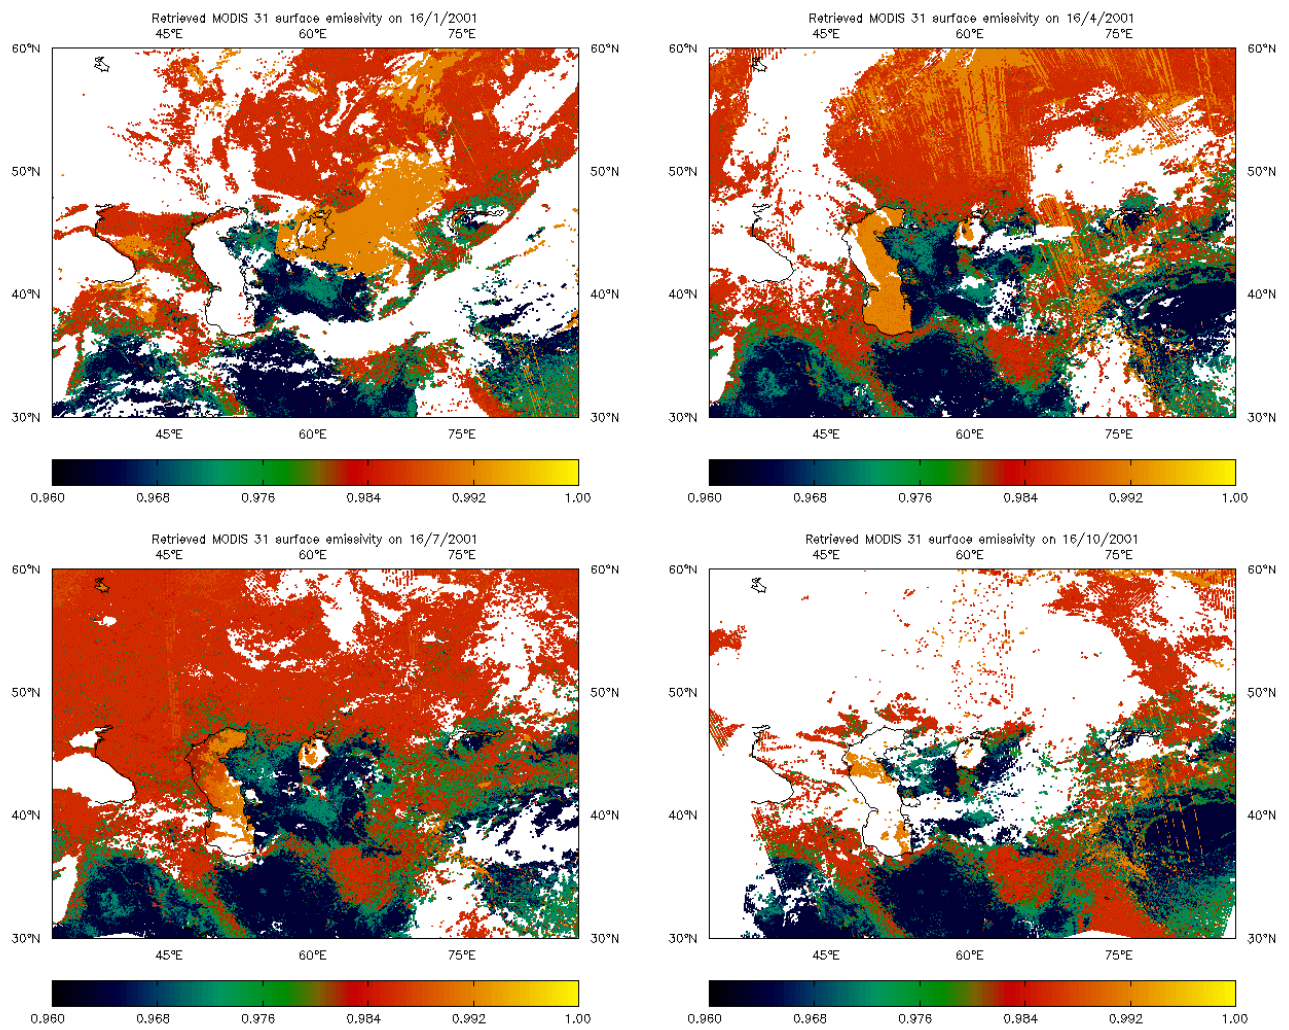 Retrieved MODIS 31 surface emissivity on 16/1/2001
45°E 60°E 75°E
60°N 60°N
50°N 50°N
40°N 40°N
30°N 30°N
45°E 60°E 75°E
0.960 0.968 0.976 0.984 0.992 1.00
Retrieved MODIS 31 surface emissivity on 16/4/2001
45°E 60°E 75°E
60°N 60°N
50°N 50°N
40°N 40°N
30°N 30°N
45°E 60°E 75°E
0.960 0.968 0.976 0.984 0.992 1.00
Retrieved MODIS 31 surface emissivity on 16/7/2001
45°E 60°E 75°E
60°N 60°N
50°N 50°N
40°N 40°N
30°N 30°N
45°E 60°E 75°E
0.960 0.968 0.976 0.984 0.992 1.00
Retrieved MODIS 31 surface emissivity on 16/10/2001
45°E 60°E 75°E
60°N 60°N
50°N 50°N
40°N 40°N
30°N 30°N
45°E 60°E 75°E
0.960 0.968 0.976 0.984 0.992 1.00